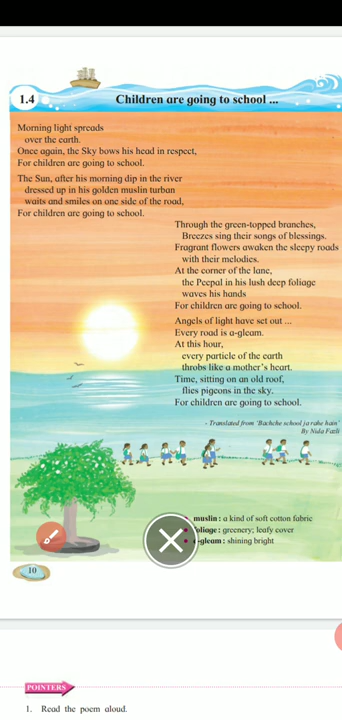 1.4
Children are going to school ...
Morning light spreads
over the earth.
Once again, the Sky bows his head in respect,
For children are going to school.
The Sun, after his morning dip in the river
dressed up in his golden muslin turban
waits and smiles on one side of the road,
For children are going to school.
Through the green-topped branches,
Breezes sing their songs of blessings.
Fragrant flowers awaken the sleepy roads
with their melodies.
At the corner of the lane,
the Peepal in his lush deep foliage
waves his hands
For children are going to school.
Angels of light have set out ...
Every road is a-gleam.
At this hour,
every particle of the earth
throbs like a mother's heart.
Time, sitting on an old roof,
flies pigeons in the sky.
For children are going to school.
- Translated from 'Bachche school ja rahe hain'
By Nida Fazli
muslin : a kind of soft cotton fabric
foliage : greenery; leafy cover
-gleam : shining bright
10
POINTERS
1. Read the poem aloud.